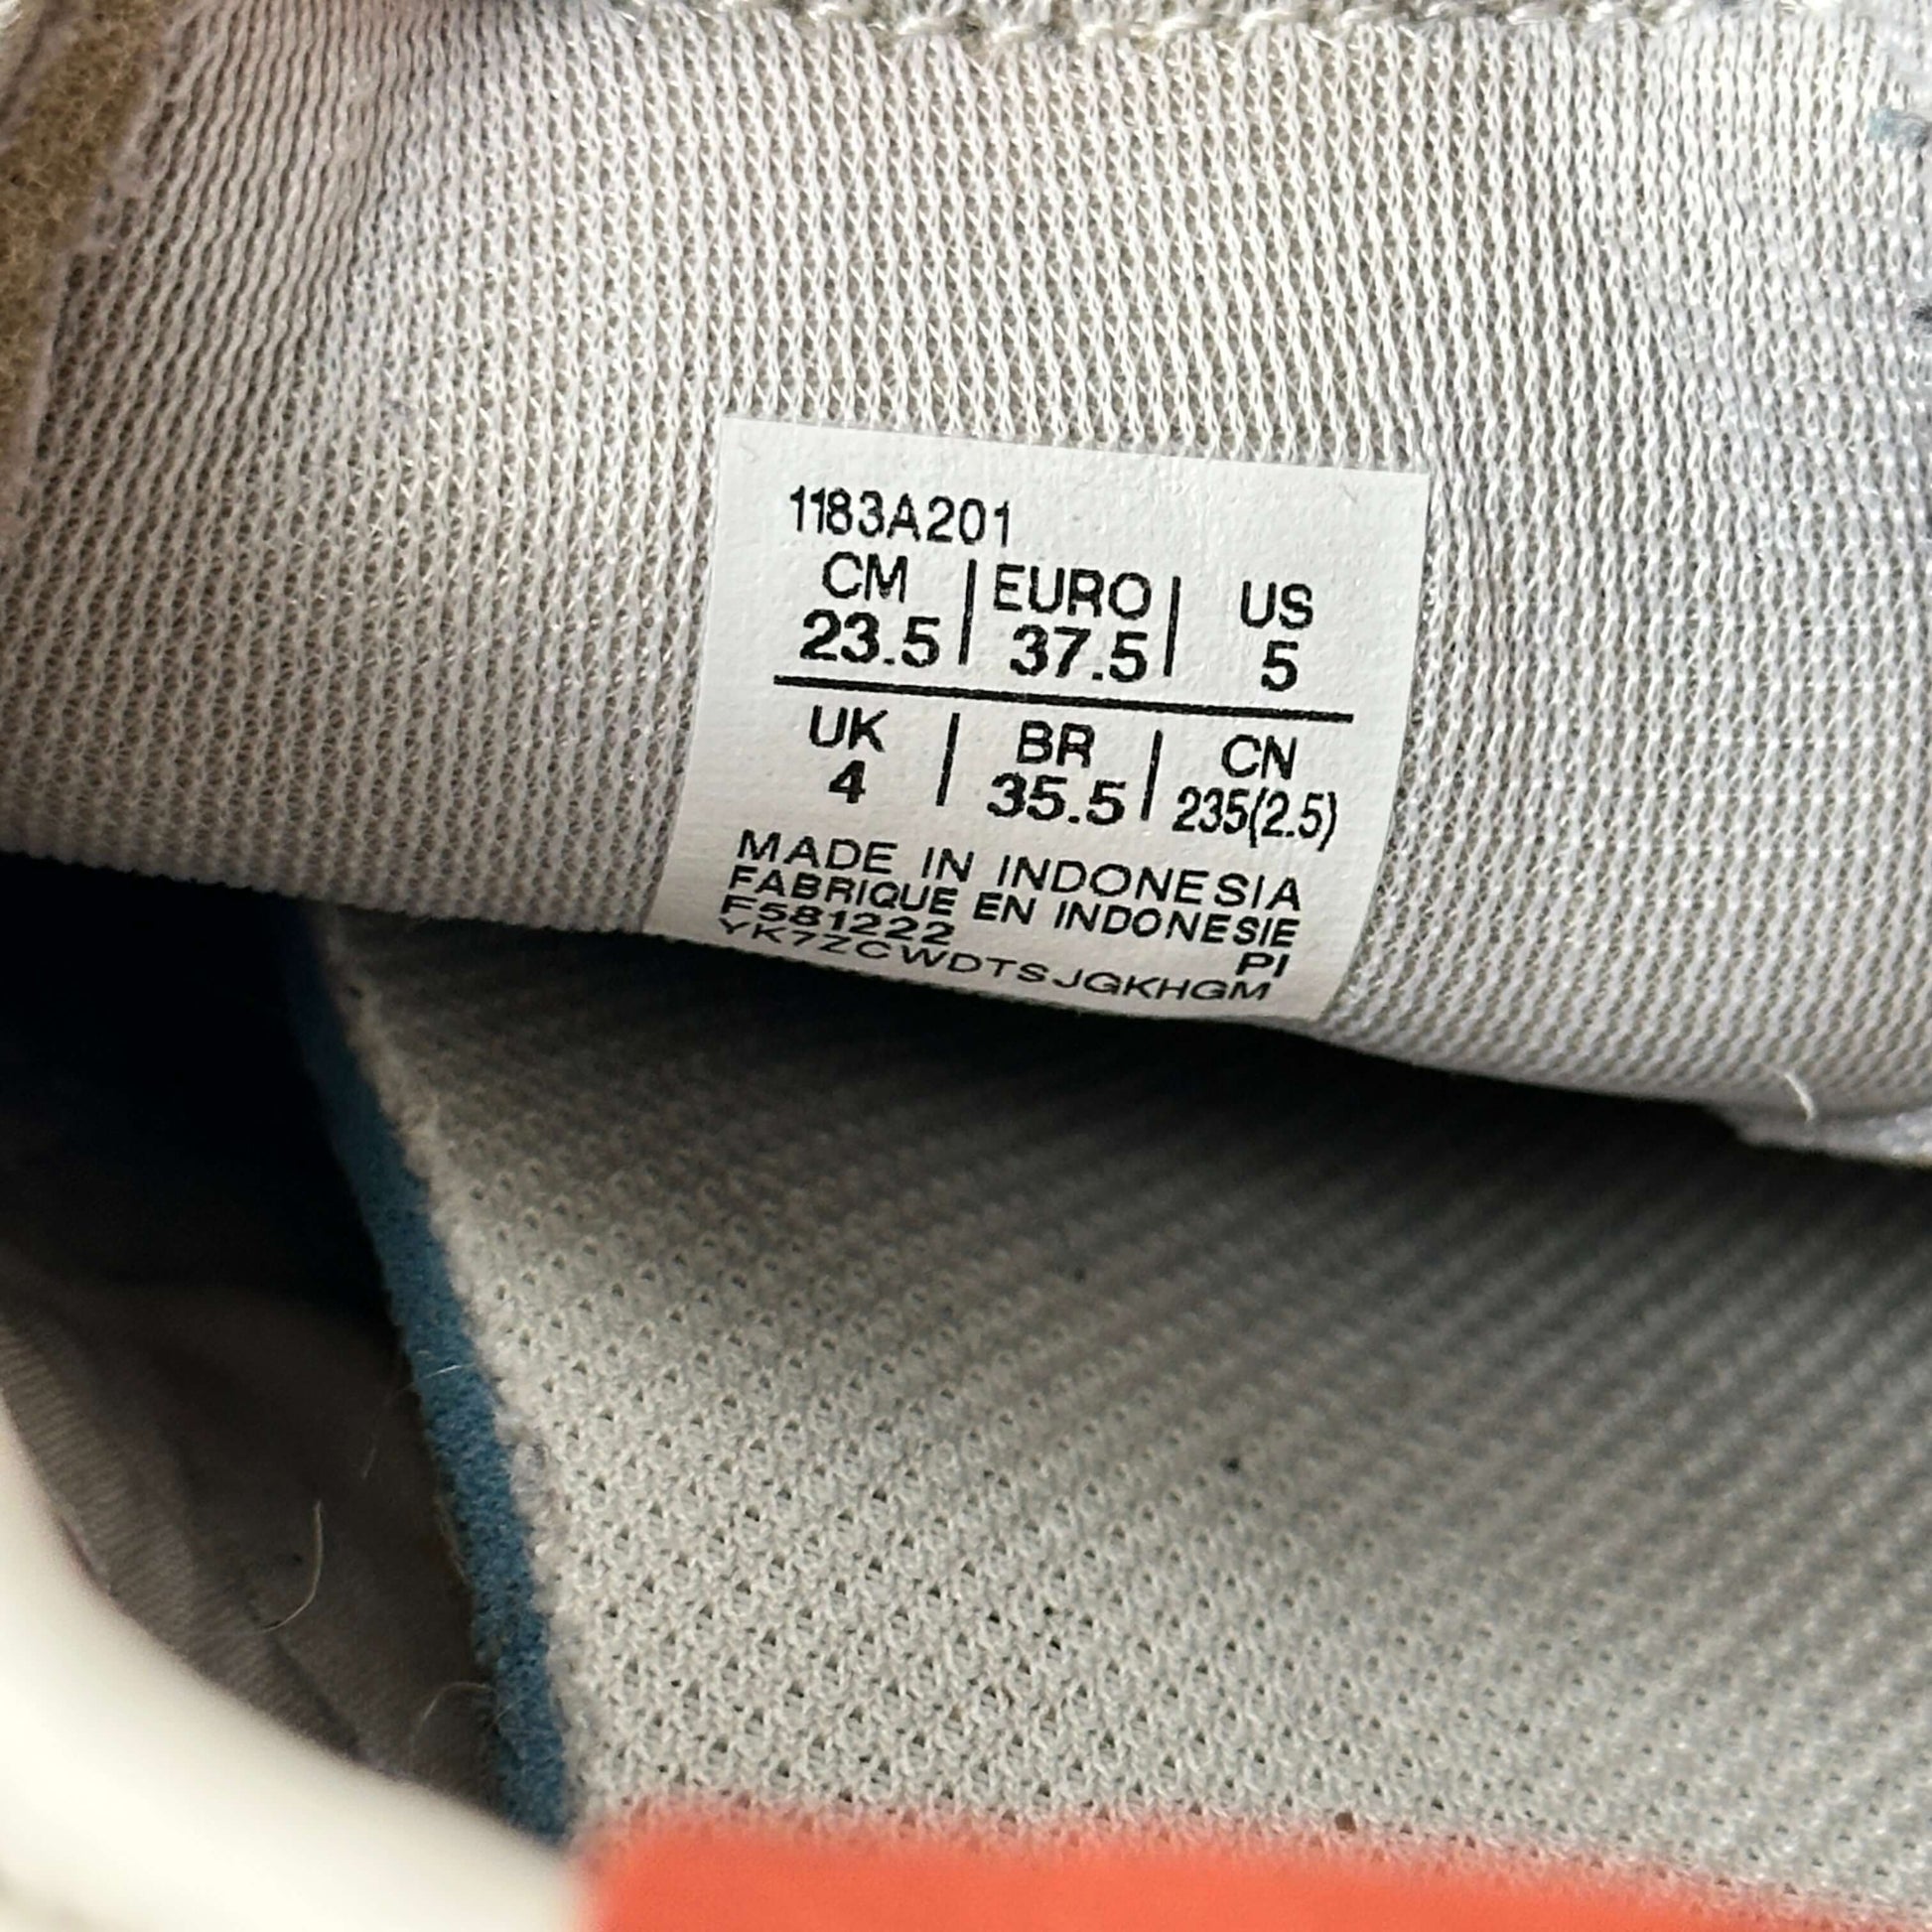 1183A201
CM | EURO | US
23.5 | 37.5 | 5
UK | BR | CN
4 | 35.5 | 235(2.5)
MADE IN INDONESIA
FABRIQUE EN INDONESIE
F581222 PI
YK7ZCWDTSJGKHGM